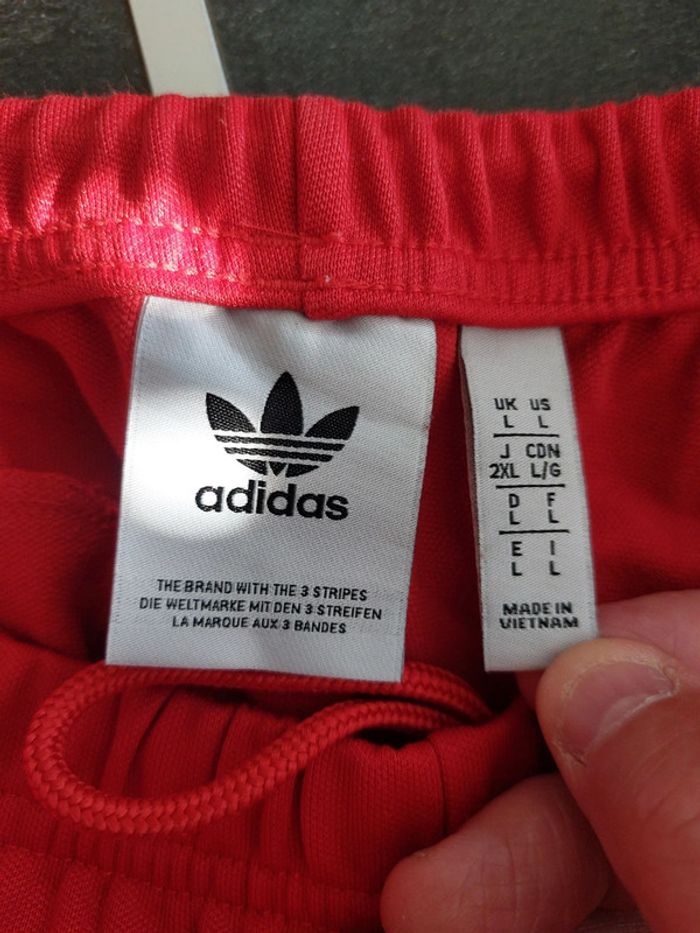 adidas
THE BRAND WITH THE 3 STRIPES
DIE WELTMARKE MIT DEN 3 STREIFEN
LA MARQUE AUX 3 BANDES
UK US
L L
J CDN
2XL L/G
D F
L L
E I
L L
MADE IN
VIETNAM